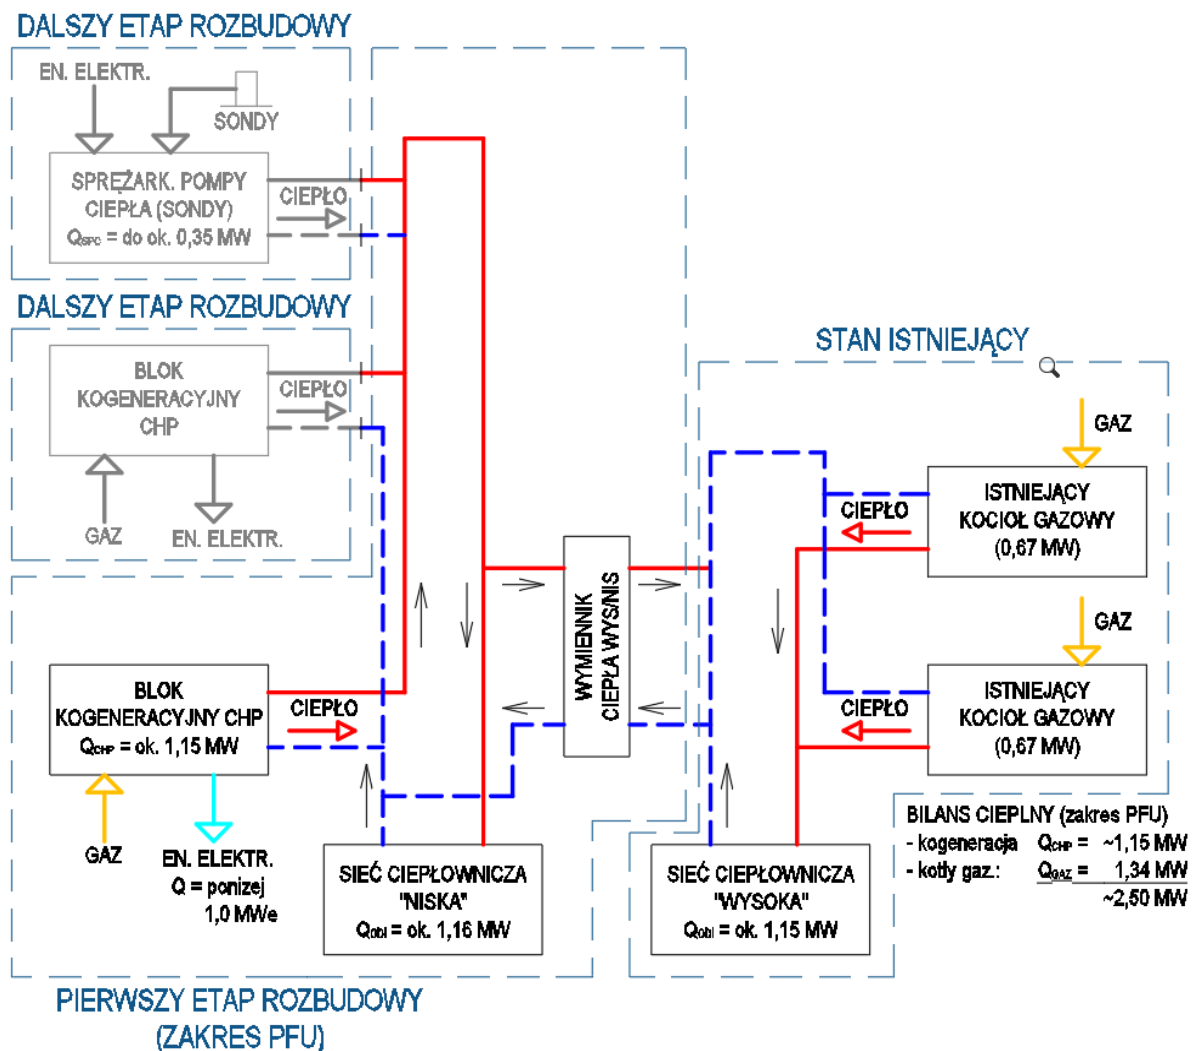 DALSZY ETAP ROZBUDOWY
EN. ELEKTR.
SONDY
SPRĘŻARK. POMPY
CIEPŁA (SONDY)
QSPC = do ok. 0,35 MW
CIEPŁO
DALSZY ETAP ROZBUDOWY
BLOK
KOGENERACYJNY
CHP
CIEPŁO
GAZ
EN. ELEKTR.
STAN ISTNIEJĄCY
GAZ
ISTNIEJĄCY
KOCIOŁ GAZOWY
(0,67 MW)
CIEPŁO
GAZ
ISTNIEJĄCY
KOCIOŁ GAZOWY
(0,67 MW)
CIEPŁO
WYMIENNIK
CIEPŁA WYS/NIS
BLOK
KOGENERACYJNY CHP
QCHP = ok. 1,15 MW
CIEPŁO
GAZ
EN. ELEKTR.
Q = ponizej
1,0 MWe
SIEĆ CIEPŁOWNICZA
"NISKA"
Qobl = ok. 1,16 MW
SIEĆ CIEPŁOWNICZA
"WYSOKA"
Qobl = ok. 1,15 MW
BILANS CIEPLNY (zakres PFU)
- kogeneracja QCHP = ~1,15 MW
- kotły gaz.: QGAZ = 1,34 MW
~2,50 MW
PIERWSZY ETAP ROZBUDOWY
(ZAKRES PFU)